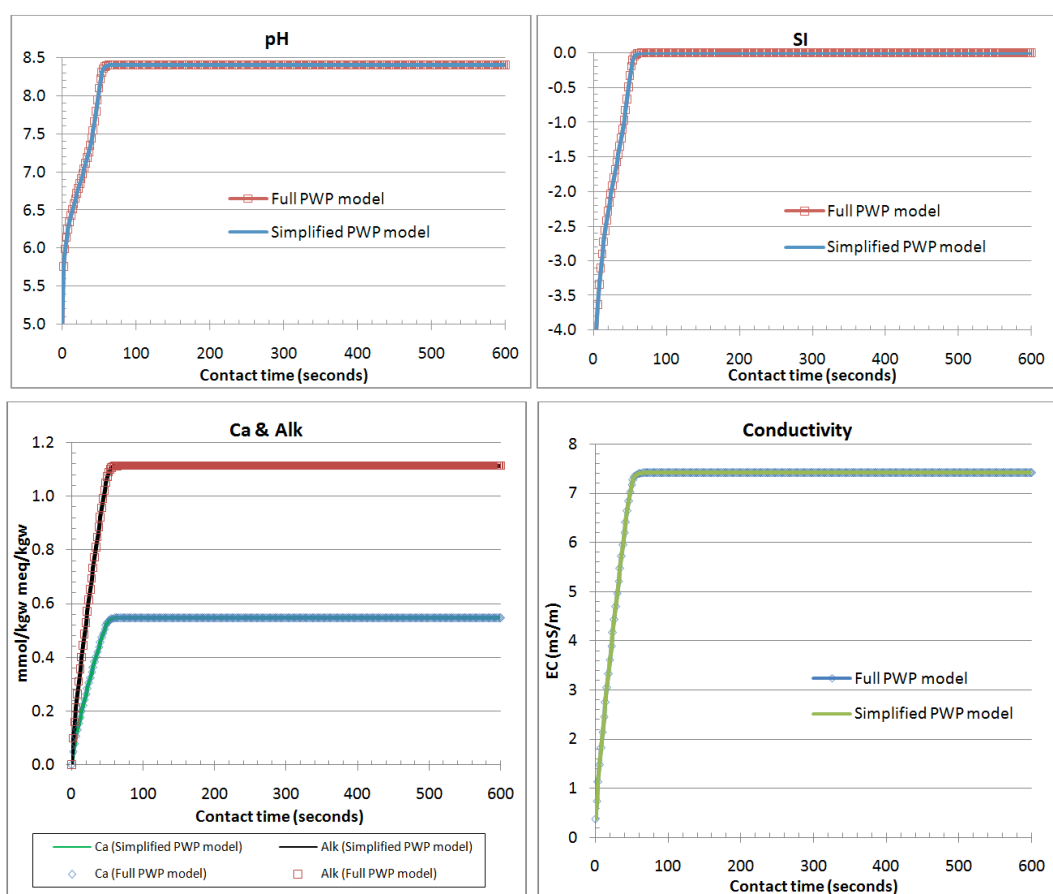 pH
8.5
8.0
7.5
7.0
6.5
6.0
5.5
5.0
Full PWP model
Simplified PWP model
0 100 200 300 400 500 600
Contact time (seconds)
SI
0.0
-0.5
-1.0
-1.5
-2.0
-2.5
-3.0
-3.5
-4.0
Full PWP model
Simplified PWP model
0 100 200 300 400 500 600
Contact time (seconds)
Ca & Alk
mmol/kgw meq/kgw
1.2
1.0
0.8
0.6
0.4
0.2
0.0
0 100 200 300 400 500 600
Contact time (seconds)
Ca (Simplified PWP model) Alk (Simplified PWP model)
Ca (Full PWP model) Alk (Full PWP model)
Conductivity
EC (mS/m)
8
7
6
5
4
3
2
1
0
Full PWP model
Simplified PWP model
0 100 200 300 400 500 600
Contact time (seconds)